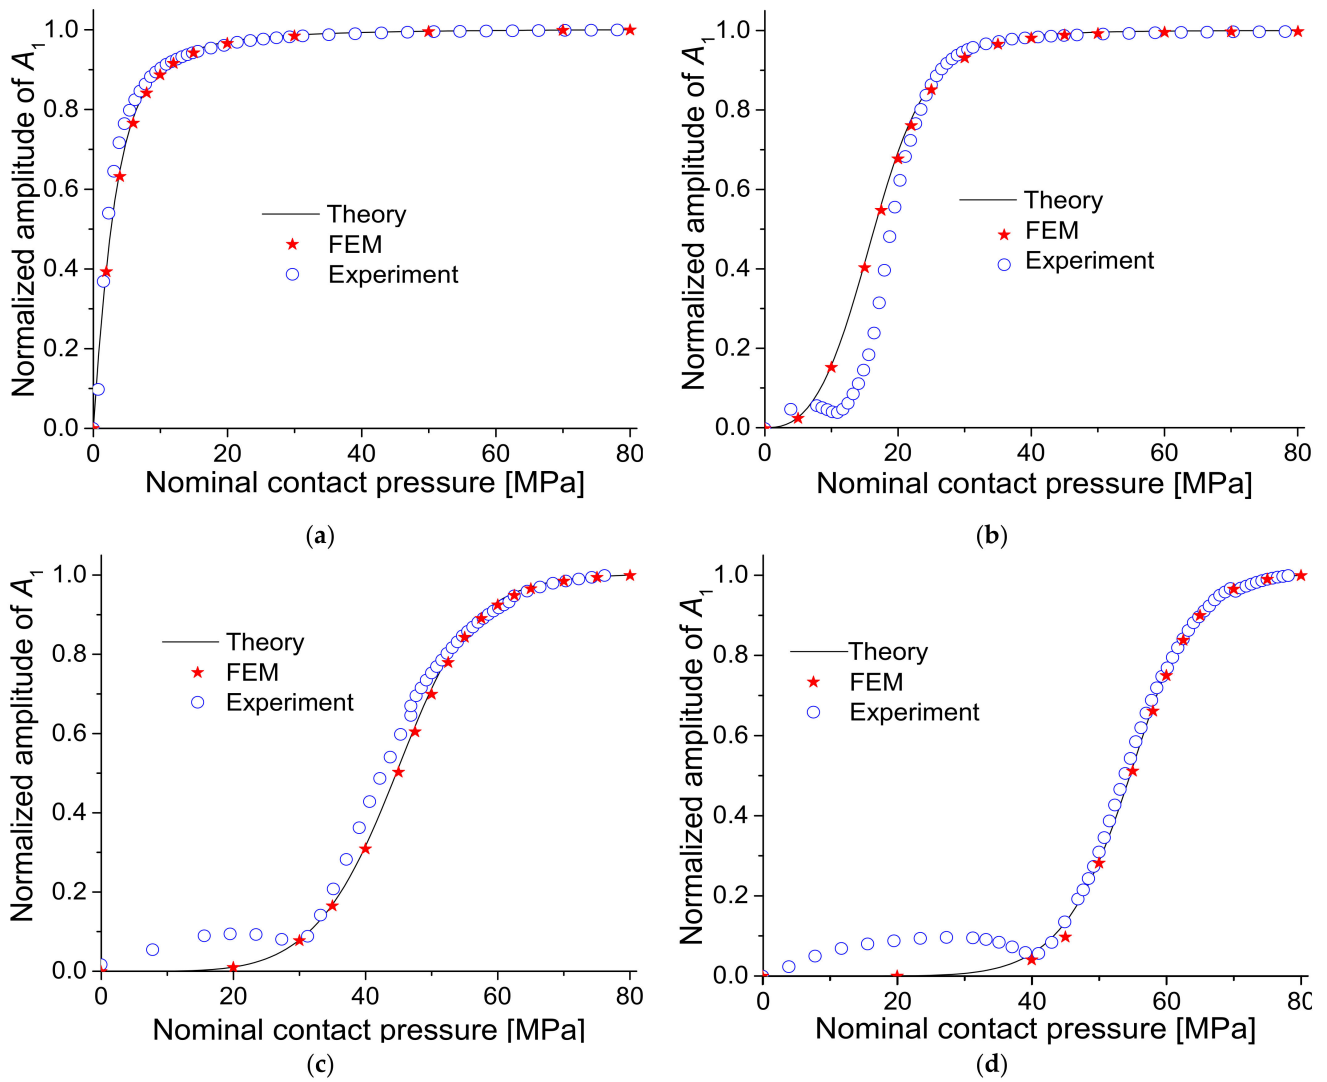 Normalized amplitude of A1
1.0
0.8
0.6
0.4
0.2
0.0
Theory
FEM
Experiment
0 20 40 60 80
Nominal contact pressure [MPa]
(a)
Normalized amplitude of A1
1.0
0.8
0.6
0.4
0.2
0.0
Theory
FEM
Experiment
0 20 40 60 80
Nominal contact pressure [MPa]
(b)
Normalized amplitude of A1
1.0
0.8
0.6
0.4
0.2
0.0
Theory
FEM
Experiment
0 20 40 60 80
Nominal contact pressure [MPa]
(c)
Normalized amplitude of A1
1.0
0.8
0.6
0.4
0.2
0.0
Theory
FEM
Experiment
0 20 40 60 80
Nominal contact pressure [MPa]
(d)